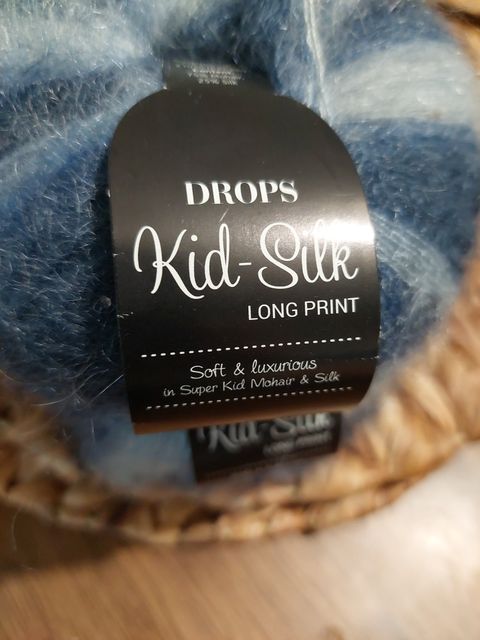 DROPS
Kid-Silk
LONG PRINT
Soft & luxurious
in Super Kid Mohair & Silk
Kid-Silk
LONG PRINT